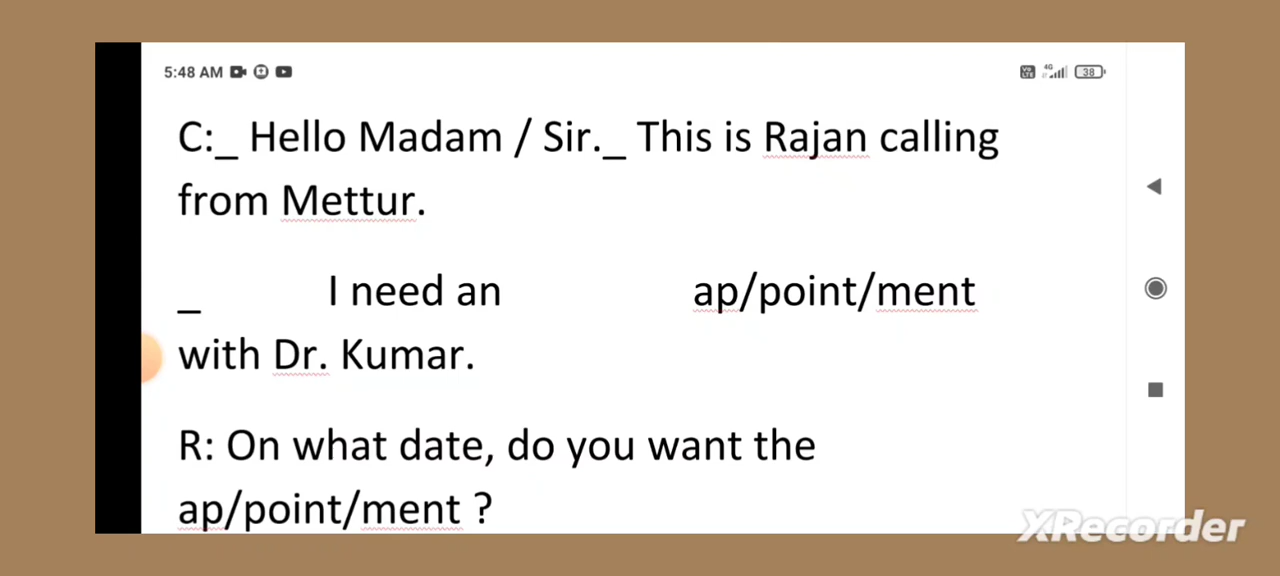 5:48 AM
4G 38
C:_ Hello Madam / Sir._ This is Rajan calling
from Mettur.
_ I need an ap/point/ment
with Dr. Kumar.
R: On what date, do you want the
ap/point/ment ?
XRecorder